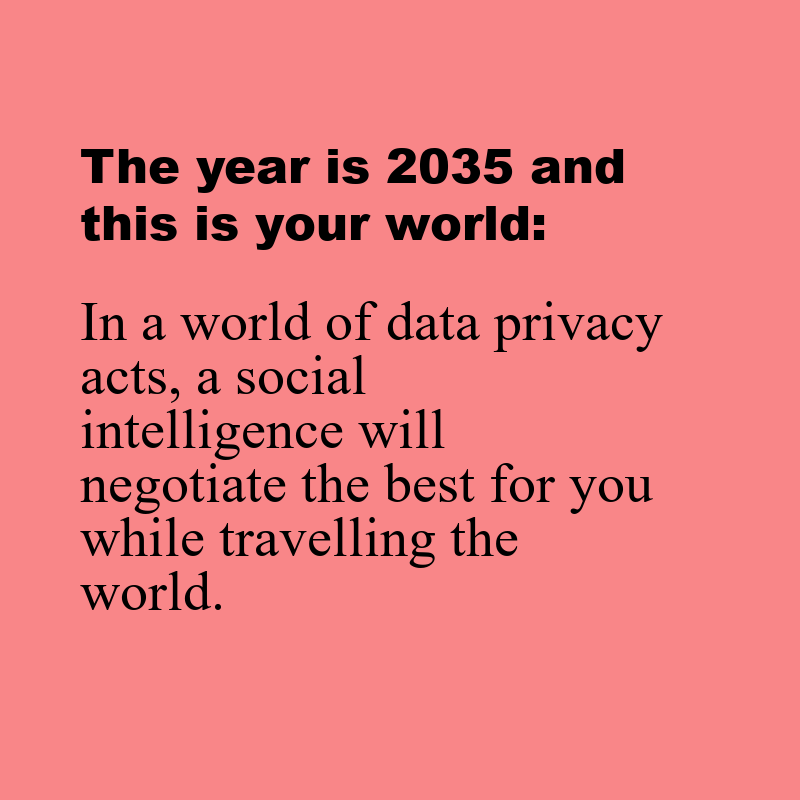 The year is 2035 and
this is your world:
In a world of data privacy
acts, a social
intelligence will
negotiate the best for you
while travelling the
world.